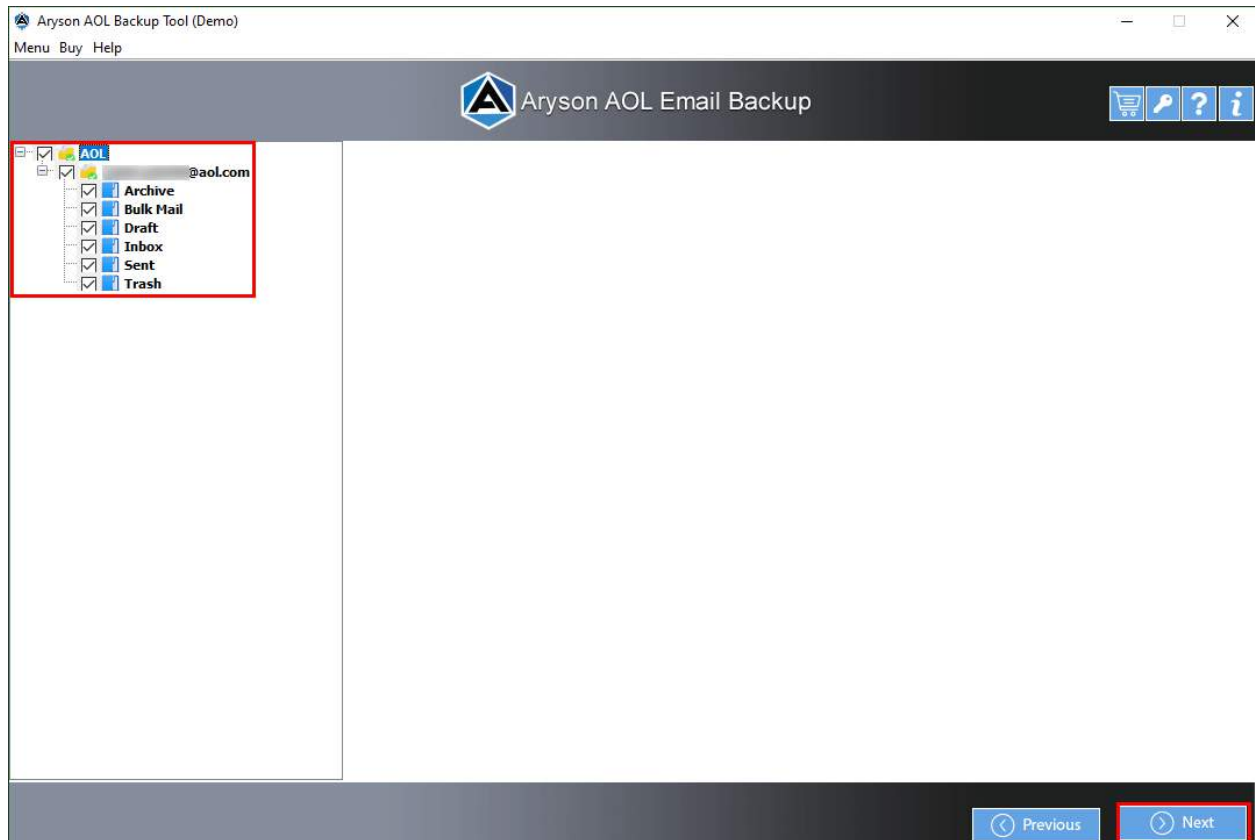 Aryson AOL Backup Tool (Demo)
Menu Buy Help
Aryson AOL Email Backup
AOL
@aol.com
Archive
Bulk Mail
Draft
Inbox
Sent
Trash
Previous
Next